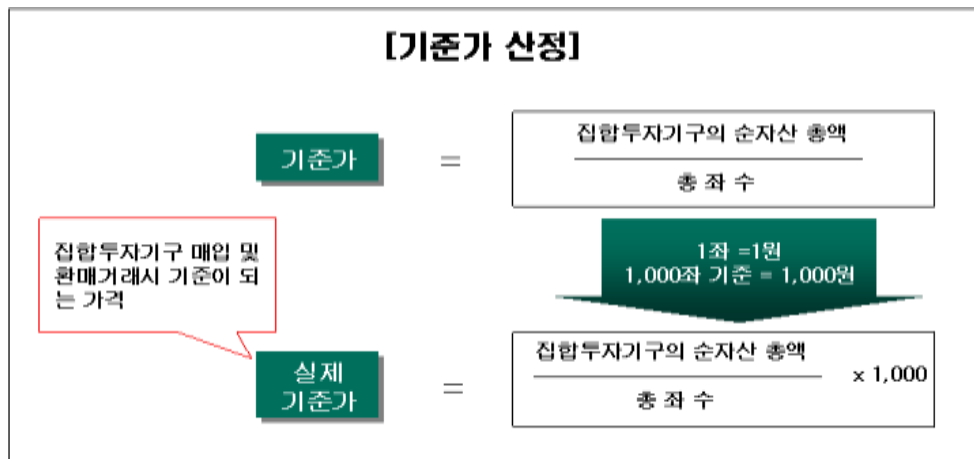 [기준가 산정]
기준가
=
집합투자기구의 순자산 총액
총 좌 수
집합투자기구 매입 및
환매거래시 기준이 되
는 가격
1좌 =1원
1,000좌 기준 = 1,000원
실제
기준가
=
집합투자기구의 순자산 총액
총 좌 수
x 1,000